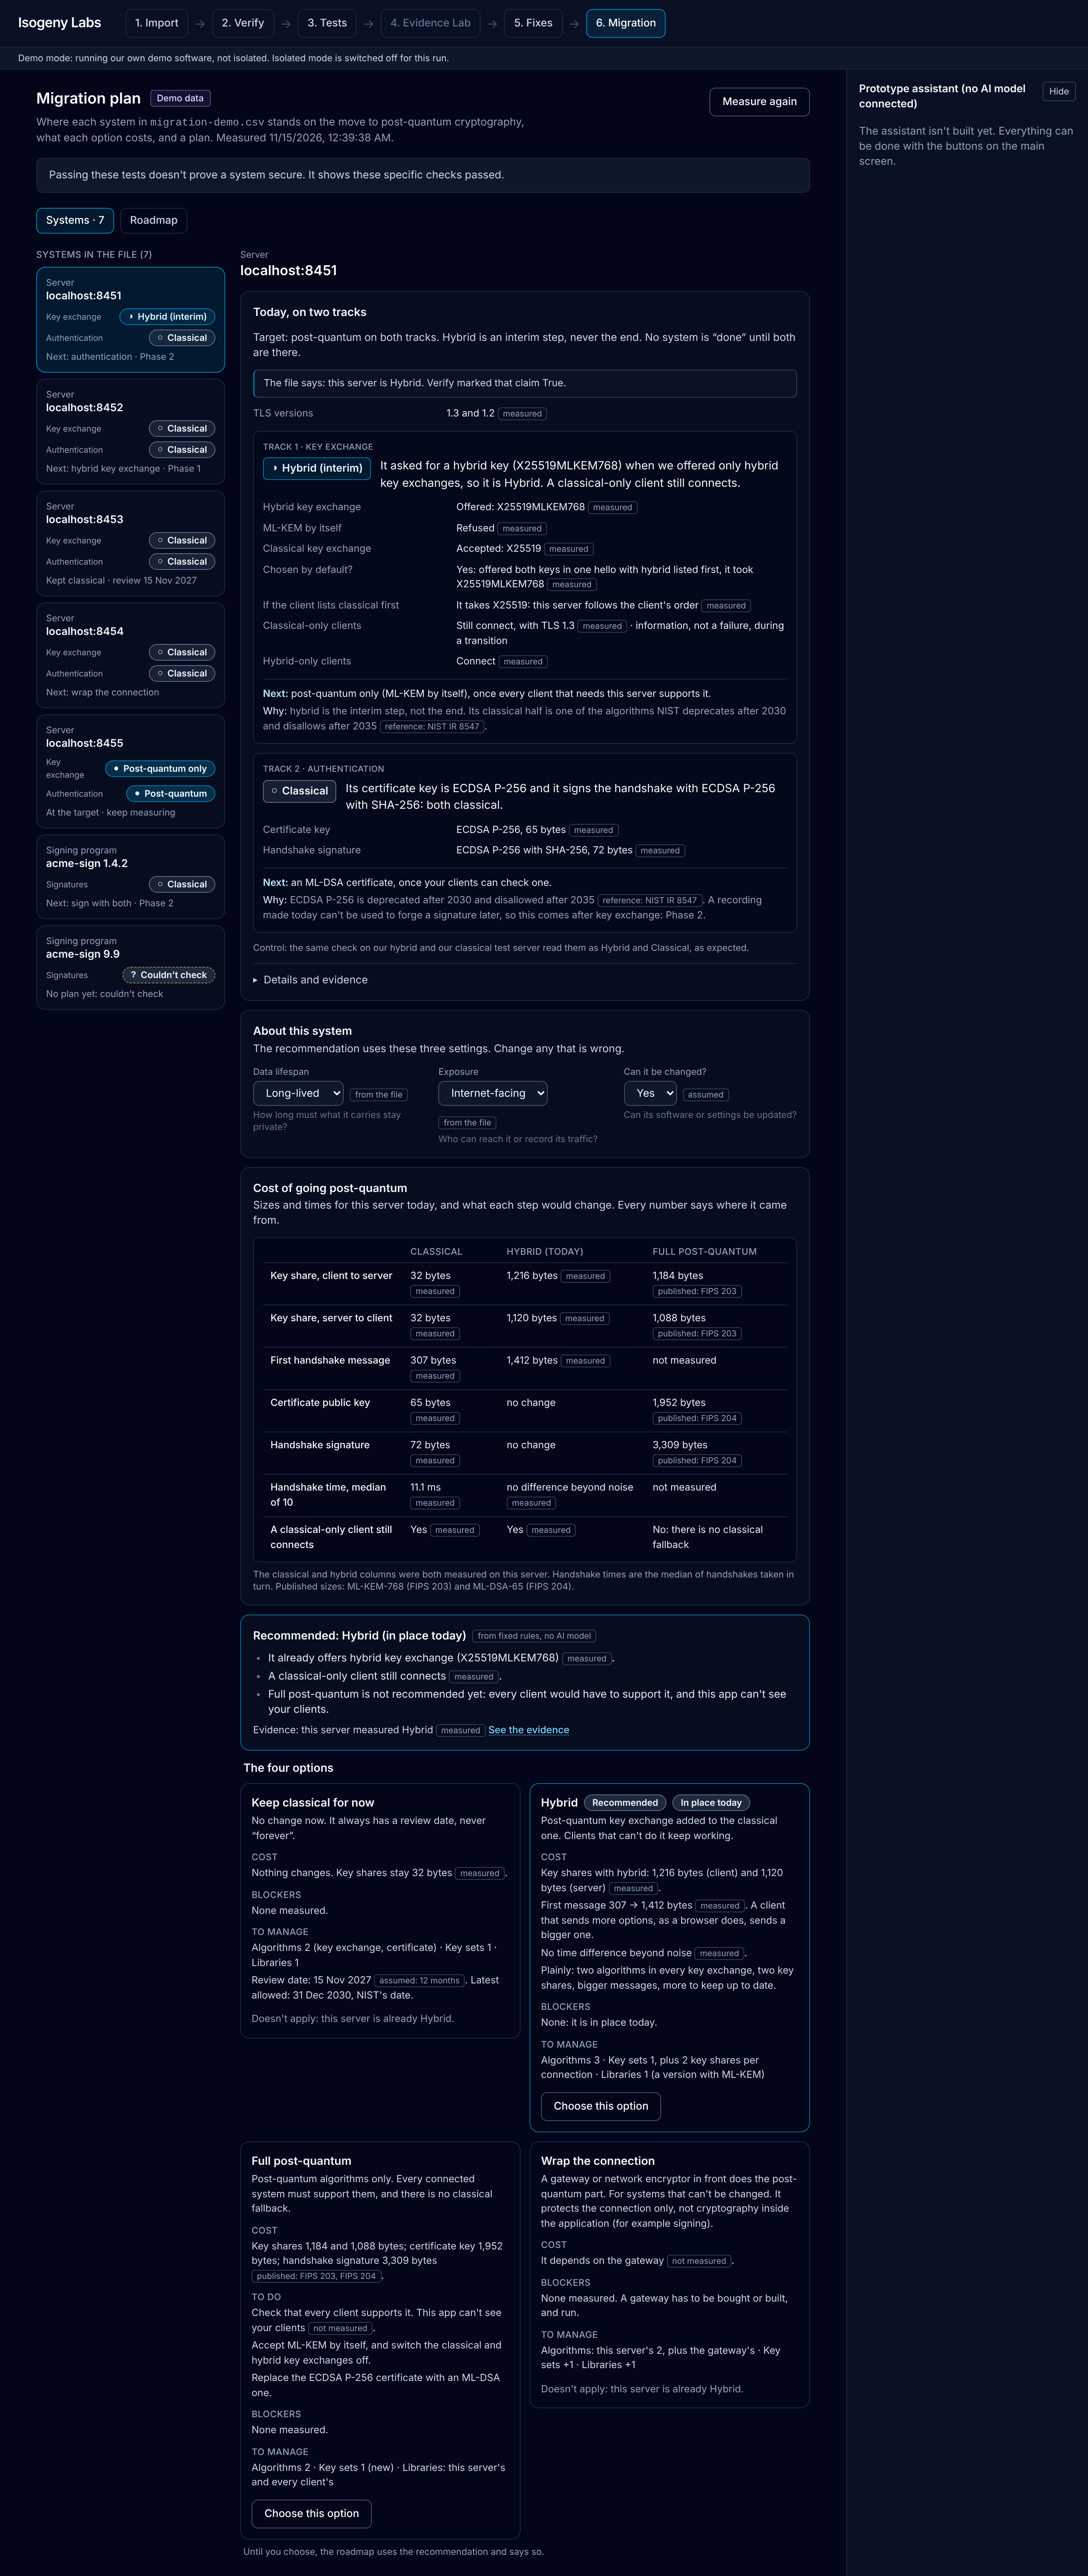 Isogeny Labs
1. Import → 2. Verify → 3. Tests → 4. Evidence Lab → 5. Fixes → 6. Migration
Demo mode: running our own demo software, not isolated. Isolated mode is switched off for this run.
Migration plan Demo data
Measure again
Where each system in migration-demo.csv stands on the move to post-quantum cryptography,
what each option costs, and a plan. Measured 11/15/2026, 12:39:38 AM.
Passing these tests doesn't prove a system secure. It shows these specific checks passed.
Systems · 7 Roadmap
SYSTEMS IN THE FILE (7)
Server
localhost:8451
Key exchange Hybrid (interim)
Authentication Classical
Next: authentication · Phase 2
Server
localhost:8452
Key exchange Classical
Authentication Classical
Next: hybrid key exchange · Phase 1
Server
localhost:8453
Key exchange Classical
Authentication Classical
Kept classical · review 15 Nov 2027
Server
localhost:8454
Key exchange Classical
Authentication Classical
Next: wrap the connection
Server
localhost:8455
Key
exchange Post-quantum only
Authentication Post-quantum
At the target · keep measuring
Signing program
acme-sign 1.4.2
Signatures Classical
Next: sign with both · Phase 2
Signing program
acme-sign 9.9
Signatures ? Couldn't check
No plan yet: couldn't check
Server
localhost:8451
Today, on two tracks
Target: post-quantum on both tracks. Hybrid is an interim step, never the end. No system is “done” until both
are there.
The file says: this server is Hybrid. Verify marked that claim True.
TLS versions 1.3 and 1.2 measured
TRACK 1 · KEY EXCHANGE
Hybrid (interim) It asked for a hybrid key (X25519MLKEM768) when we offered only hybrid
key exchanges, so it is Hybrid. A classical-only client still connects.
Hybrid key exchange Offered: X25519MLKEM768 measured
ML-KEM by itself Refused measured
Classical key exchange Accepted: X25519 measured
Chosen by default? Yes: offered both keys in one hello with hybrid listed first, it took
X25519MLKEM768 measured
If the client lists classical first It takes X25519: this server follows the client's order measured
Classical-only clients Still connect, with TLS 1.3 measured · information, not a failure, during
a transition
Hybrid-only clients Connect measured
Next: post-quantum only (ML-KEM by itself), once every client that needs this server supports it.
Why: hybrid is the interim step, not the end. Its classical half is one of the algorithms NIST deprecates after 2030
and disallows after 2035 reference: NIST IR 8547.
TRACK 2 · AUTHENTICATION
Classical Its certificate key is ECDSA P-256 and it signs the handshake with ECDSA P-256
with SHA-256: both classical.
Certificate key ECDSA P-256, 65 bytes measured
Handshake signature ECDSA P-256 with SHA-256, 72 bytes measured
Next: an ML-DSA certificate, once your clients can check one.
Why: ECDSA P-256 is deprecated after 2030 and disallowed after 2035 reference: NIST IR 8547. A recording
made today can't be used to forge a signature later, so this comes after key exchange: Phase 2.
Control: the same check on our hybrid and our classical test server read them as Hybrid and Classical, as expected.
▸ Details and evidence
About this system
The recommendation uses these three settings. Change any that is wrong.
Data lifespan
Long-lived from the file
How long must what it carries stay
private?
Exposure
Internet-facing
from the file
Who can reach it or record its traffic?
Can it be changed?
Yes assumed
Can its software or settings be updated?
Cost of going post-quantum
Sizes and times for this server today, and what each step would change. Every number says where it came
from.
CLASSICAL HYBRID (TODAY) FULL POST-QUANTUM
Key share, client to server 32 bytes measured 1,216 bytes measured 1,184 bytes published: FIPS 203
Key share, server to client 32 bytes measured 1,120 bytes measured 1,088 bytes published: FIPS 203
First handshake message 307 bytes measured 1,412 bytes measured not measured
Certificate public key 65 bytes measured no change 1,952 bytes published: FIPS 204
Handshake signature 72 bytes measured no change 3,309 bytes published: FIPS 204
Handshake time, median of 10 11.1 ms measured no difference beyond noise measured not measured
A classical-only client still connects Yes measured Yes measured No: there is no classical fallback
The classical and hybrid columns were both measured on this server. Handshake times are the median of handshakes taken in
turn. Published sizes: ML-KEM-768 (FIPS 203) and ML-DSA-65 (FIPS 204).
Recommended: Hybrid (in place today) from fixed rules, no AI model
• It already offers hybrid key exchange (X25519MLKEM768) measured.
• A classical-only client still connects measured.
• Full post-quantum is not recommended yet: every client would have to support it, and this app can't see
your clients.
Evidence: this server measured Hybrid measured See the evidence
The four options
Keep classical for now
No change now. It always has a review date, never
“forever”.
COST
Nothing changes. Key shares stay 32 bytes measured.
BLOCKERS
None measured.
TO MANAGE
Algorithms 2 (key exchange, certificate) · Key sets 1 ·
Libraries 1
Review date: 15 Nov 2027 assumed: 12 months. Latest
allowed: 31 Dec 2030, NIST's date.
Doesn't apply: this server is already Hybrid.
Hybrid Recommended In place today
Post-quantum key exchange added to the classical
one. Clients that can't do it keep working.
COST
Key shares with hybrid: 1,216 bytes (client) and 1,120
bytes (server) measured.
First message 307 → 1,412 bytes measured. A client
that sends more options, as a browser does, sends a
bigger one.
No time difference beyond noise measured.
Plainly: two algorithms in every key exchange, two key
shares, bigger messages, more to keep up to date.
BLOCKERS
None: it is in place today.
TO MANAGE
Algorithms 3 · Key sets 1, plus 2 key shares per
connection · Libraries 1 (a version with ML-KEM)
Choose this option
Full post-quantum
Post-quantum algorithms only. Every connected
system must support them, and there is no classical
fallback.
COST
Key shares 1,184 and 1,088 bytes; certificate key 1,952
bytes; handshake signature 3,309 bytes
published: FIPS 203, FIPS 204.
TO DO
Check that every client supports it. This app can't see
your clients not measured.
Accept ML-KEM by itself, and switch the classical and
hybrid key exchanges off.
Replace the ECDSA P-256 certificate with an ML-DSA
one.
BLOCKERS
None measured.
TO MANAGE
Algorithms 2 · Key sets 1 (new) · Libraries: this server's
and every client's
Choose this option
Wrap the connection
A gateway or network encryptor in front does the post-
quantum part. For systems that can't be changed. It
protects the connection only, not cryptography inside
the application (for example signing).
COST
It depends on the gateway not measured.
BLOCKERS
None measured. A gateway has to be bought or built,
and run.
TO MANAGE
Algorithms: this server's 2, plus the gateway's · Key
sets +1 · Libraries +1
Doesn't apply: this server is already Hybrid.
Until you choose, the roadmap uses the recommendation and says so.
Prototype assistant (no AI model
connected)
Hide
The assistant isn't built yet. Everything can
be done with the buttons on the main
screen.